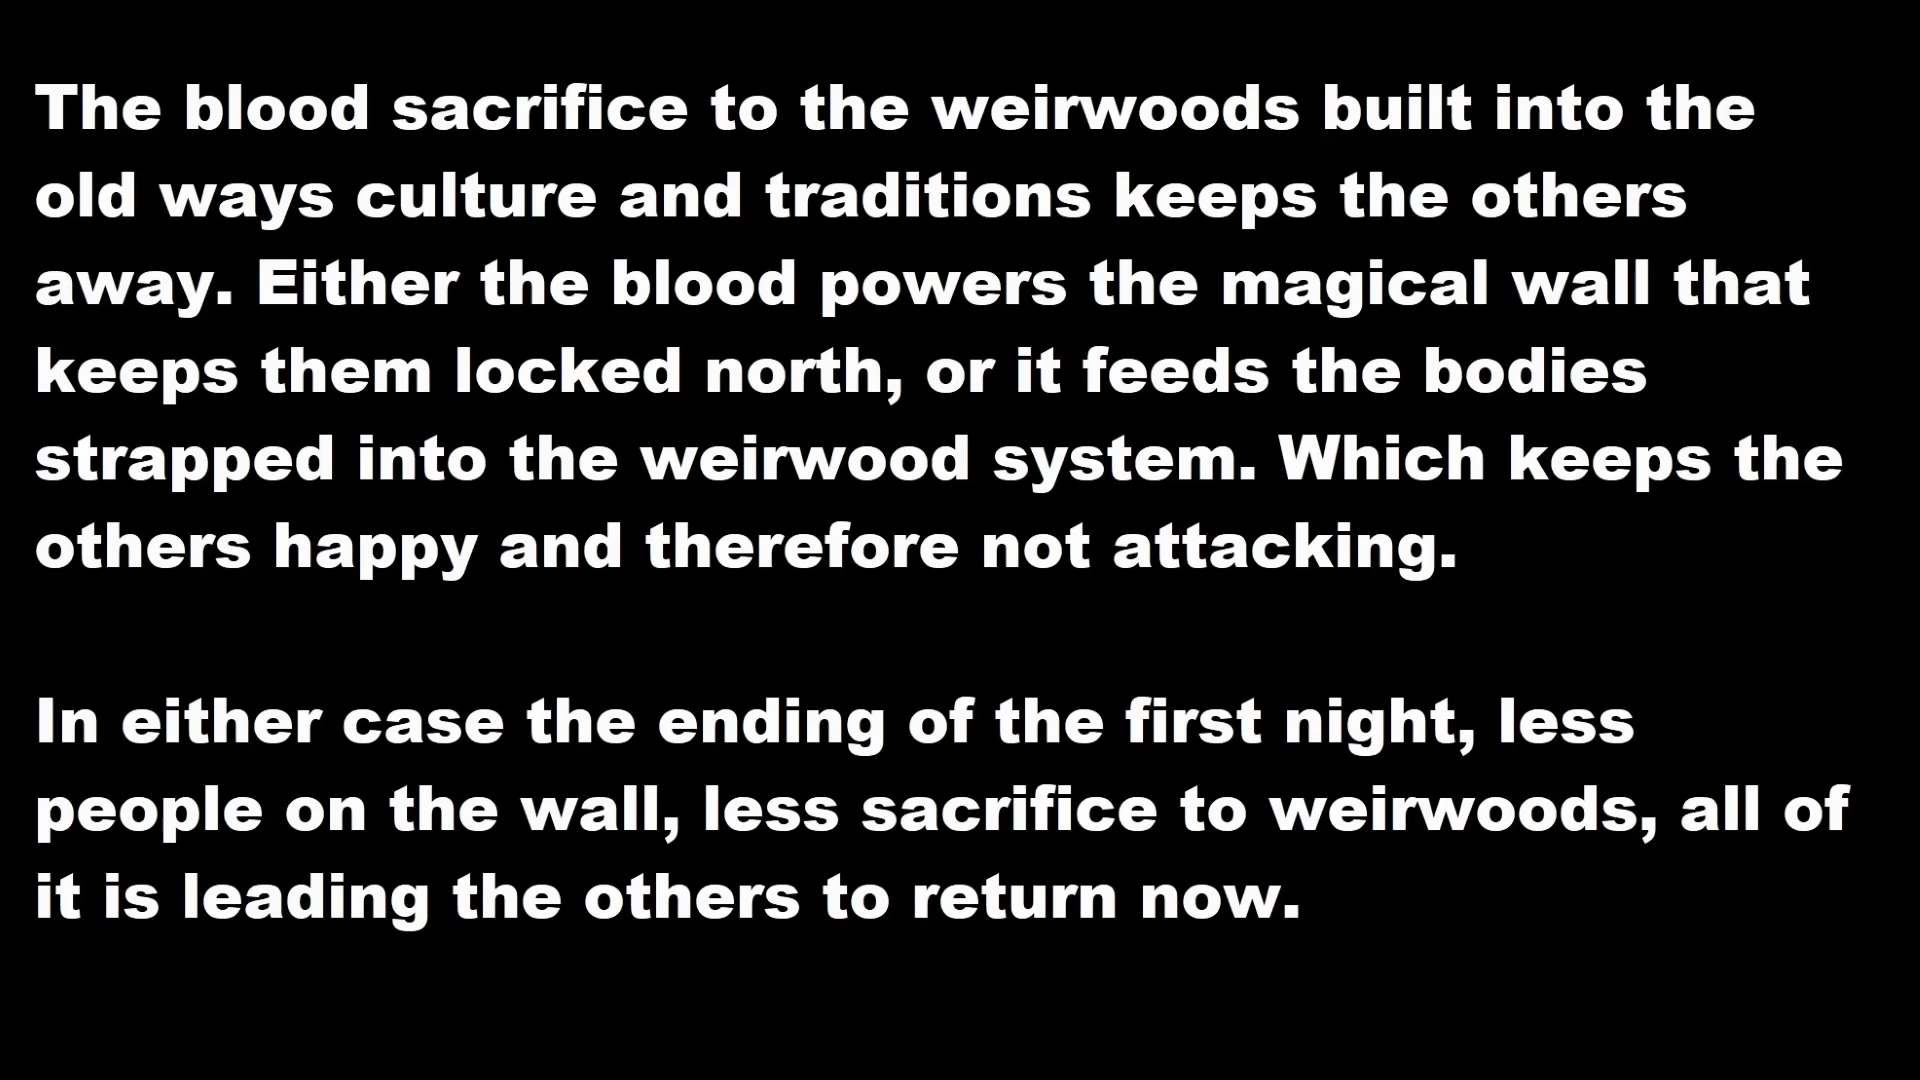 The blood sacrifice to the weirwoods built into the
old ways culture and traditions keeps the others
away. Either the blood powers the magical wall that
keeps them locked north, or it feeds the bodies
strapped into the weirwood system. Which keeps the
others happy and therefore not attacking.
In either case the ending of the first night, less
people on the wall, less sacrifice to weirwoods, all of
it is leading the others to return now.